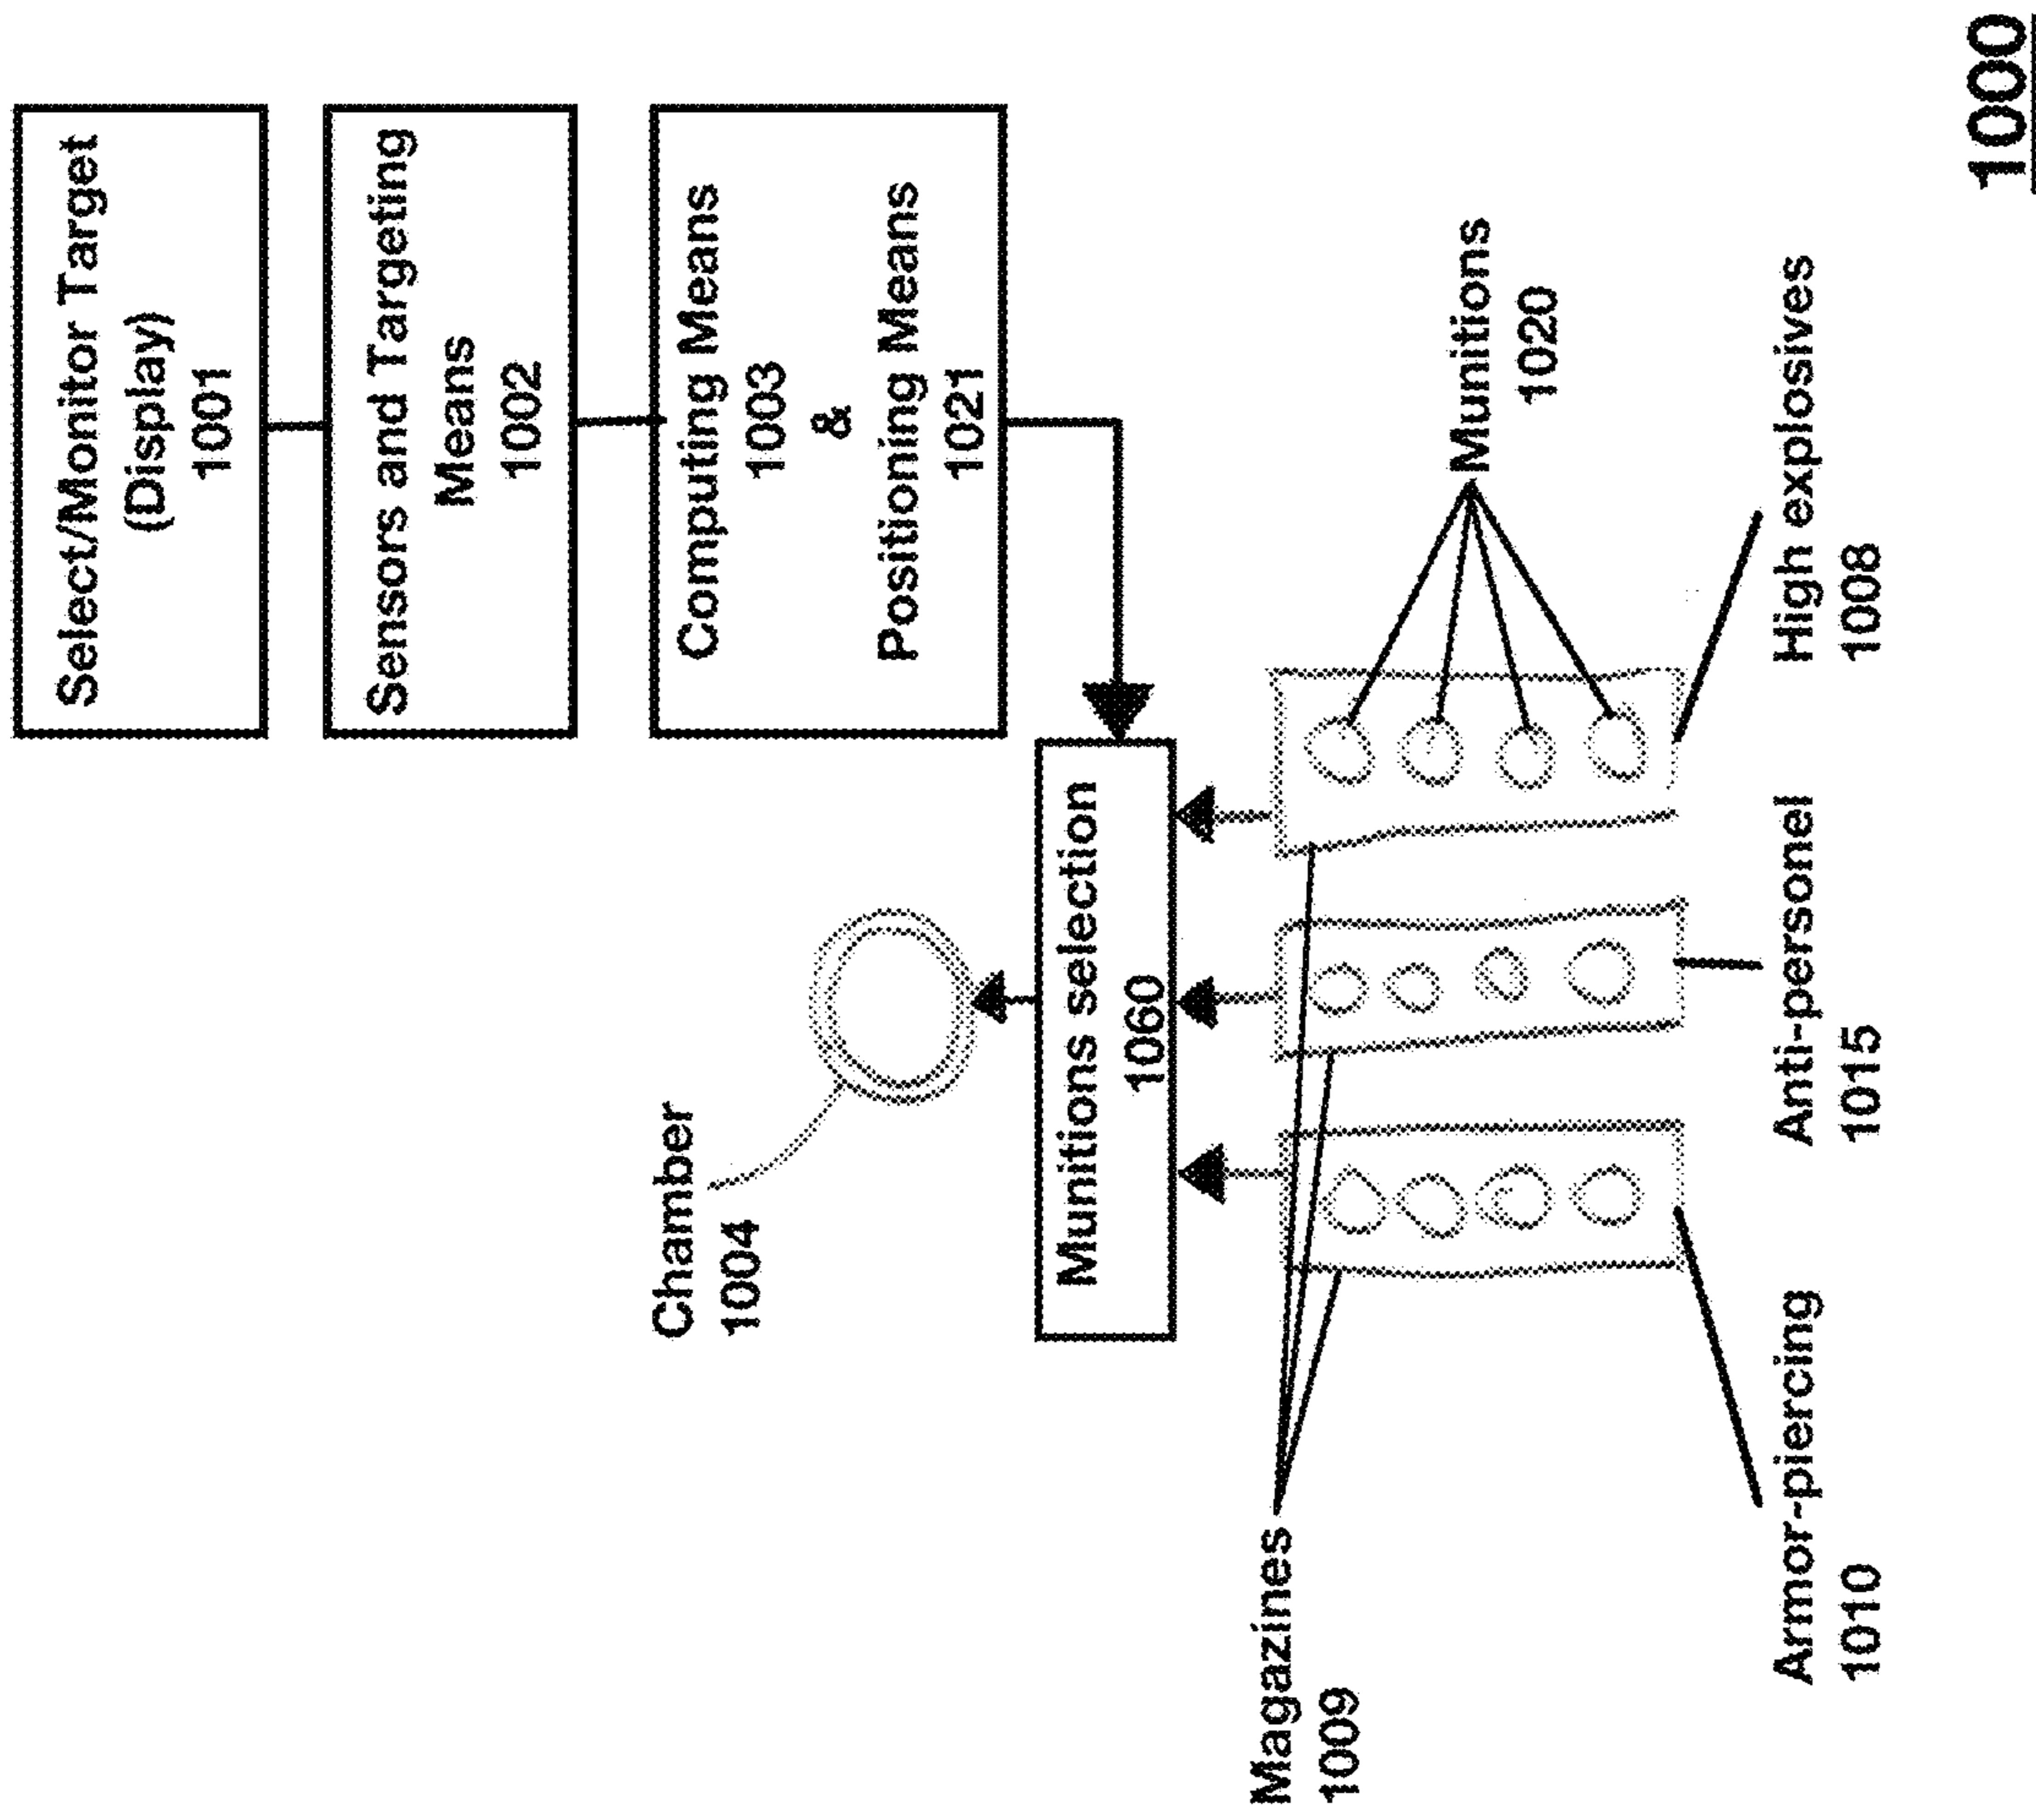 Select/Monitor Target
(Display)
1001
Sensors and Targeting
Means
1002
Computing Means
1003
&
Positioning Means
1021
Chamber
1004
Munitions selection
1060
Magazines
1009
Munitions
1020
Armor-piercing
1010
Anti-personel
1015
High explosives
1008
1000